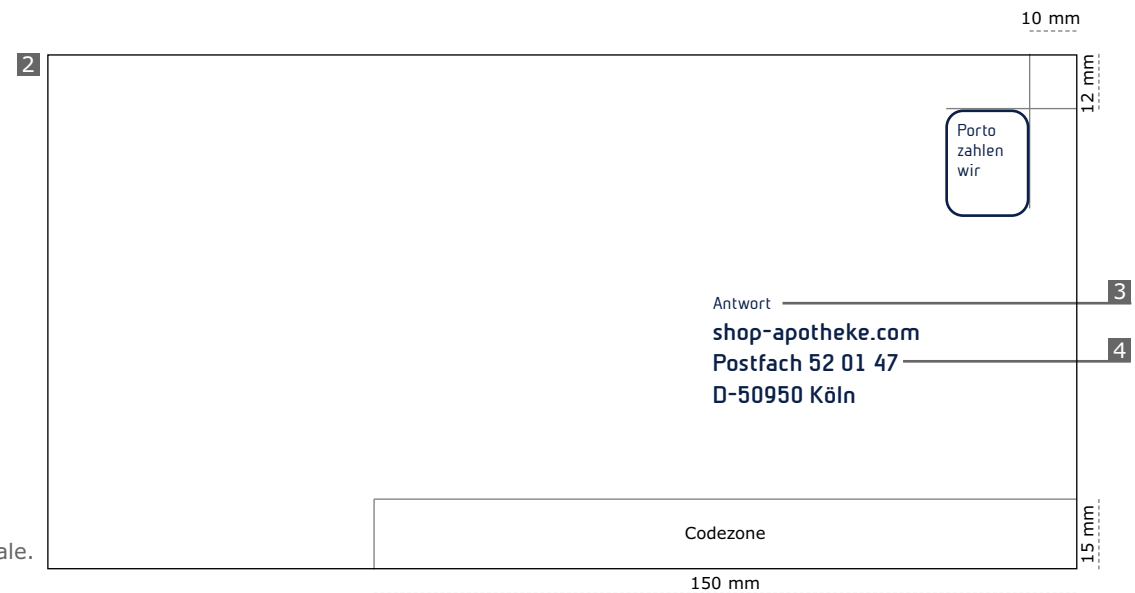 10 mm
2
12 mm
Porto
zahlen
wir
Antwort
3
shop-apotheke.com
Postfach 52 01 47
4
D-50950 Köln
Codezone
15 mm
ale.
150 mm